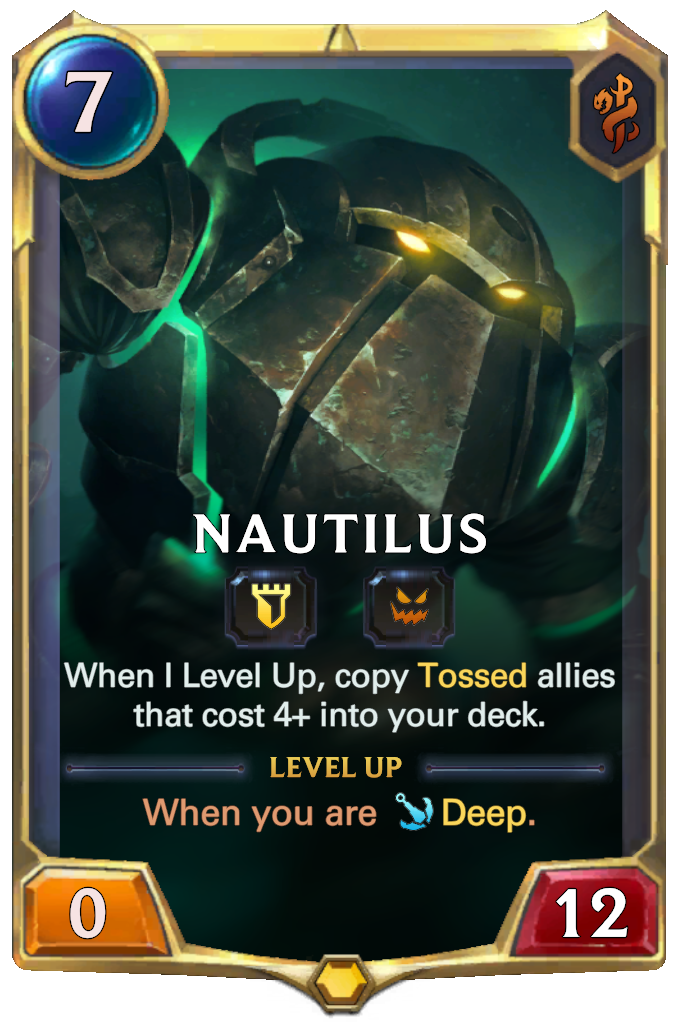 7
NAUTILUS
When I Level Up, copy Tossed allies
that cost 4+ into your deck.
LEVEL UP
When you are Deep.
0
12